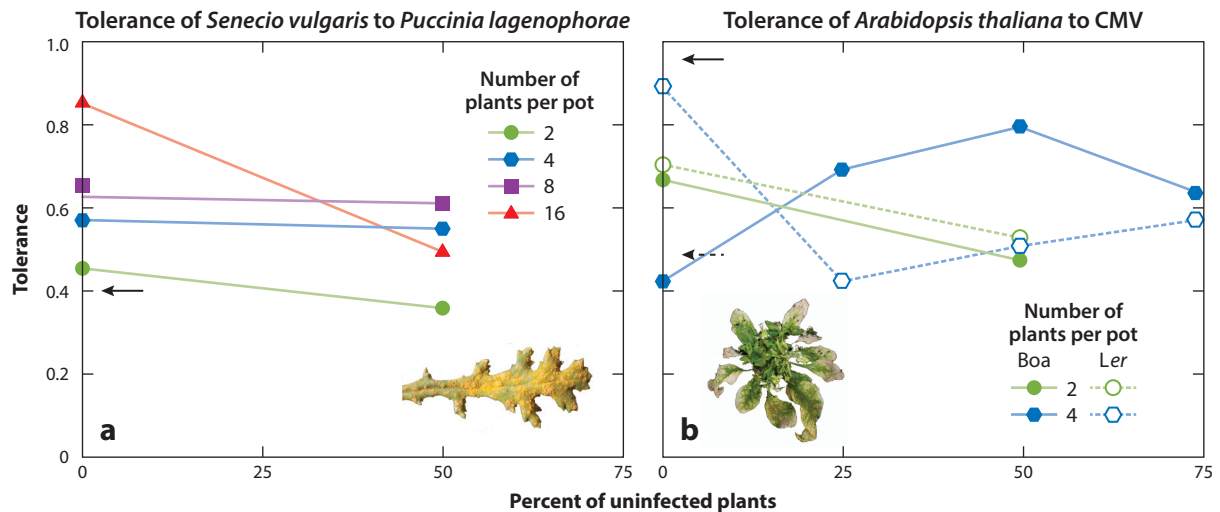 Tolerance of Senecio vulgaris to Puccinia lagenophorae
Tolerance of Arabidopsis thaliana to CMV
Tolerance
1.0
0.8
0.6
0.4
0.2
0
Number of
plants per pot
2
4
8
16
a
0 25 50 75
Number of
plants per pot
Boa Ler
2
4
b
0 25 50 75
Percent of uninfected plants